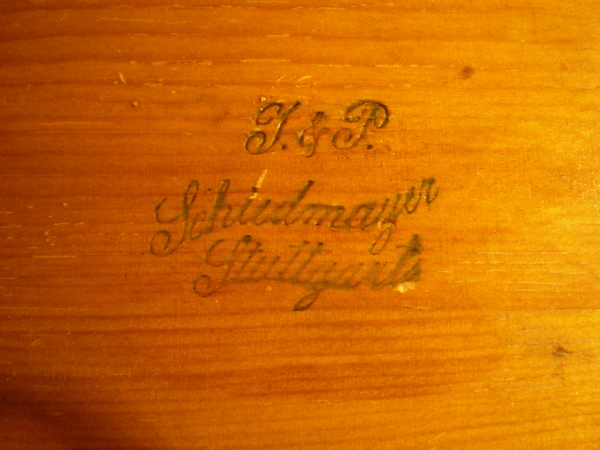 J. & P.
Schiedmayer
Stuttgart